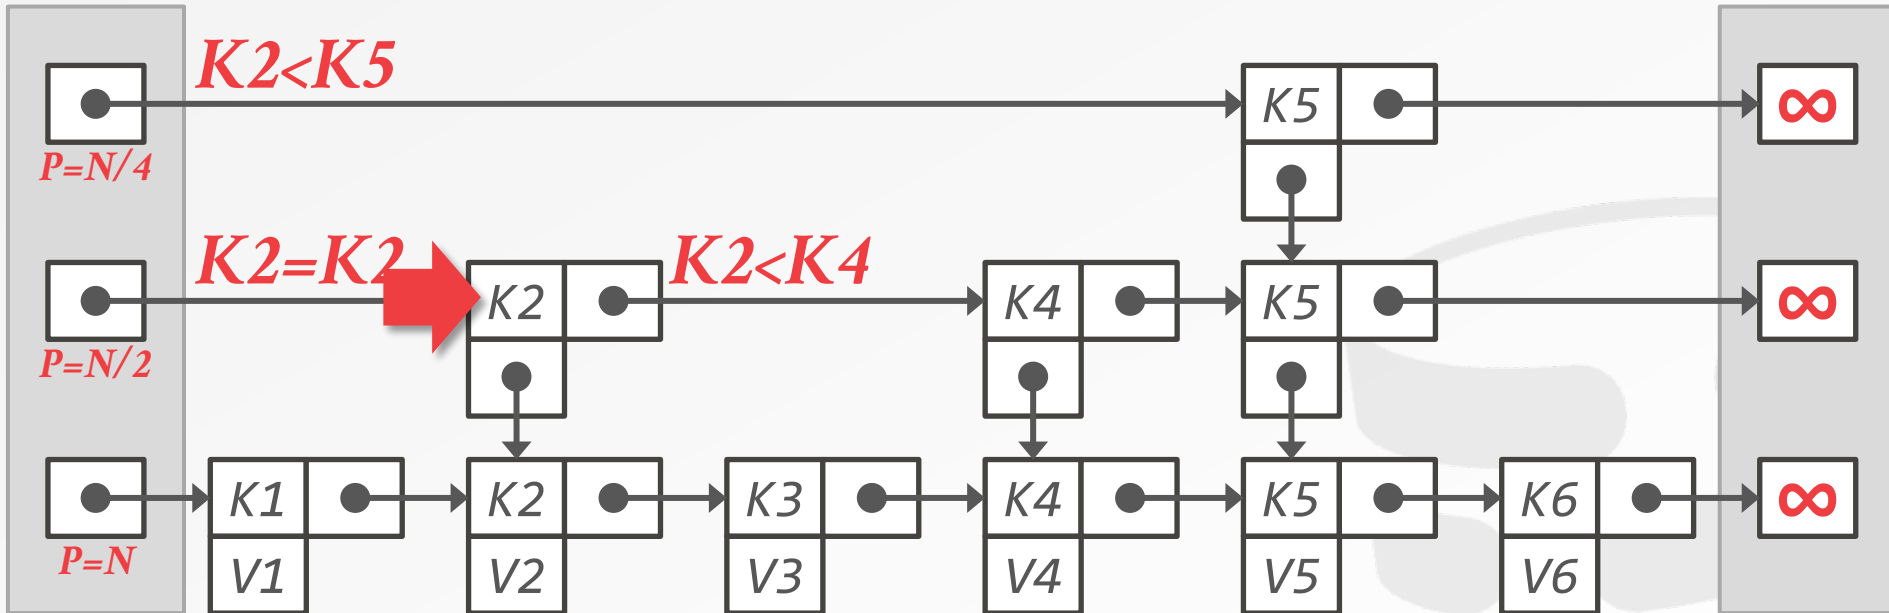 K2<K5
K5 ∞
P=N/4
K2=K2 K2<K4
K2 K4 K5 ∞
P=N/2
K1 K2 K3 K4 K5 K6 ∞
P=N
V1 V2 V3 V4 V5 V6